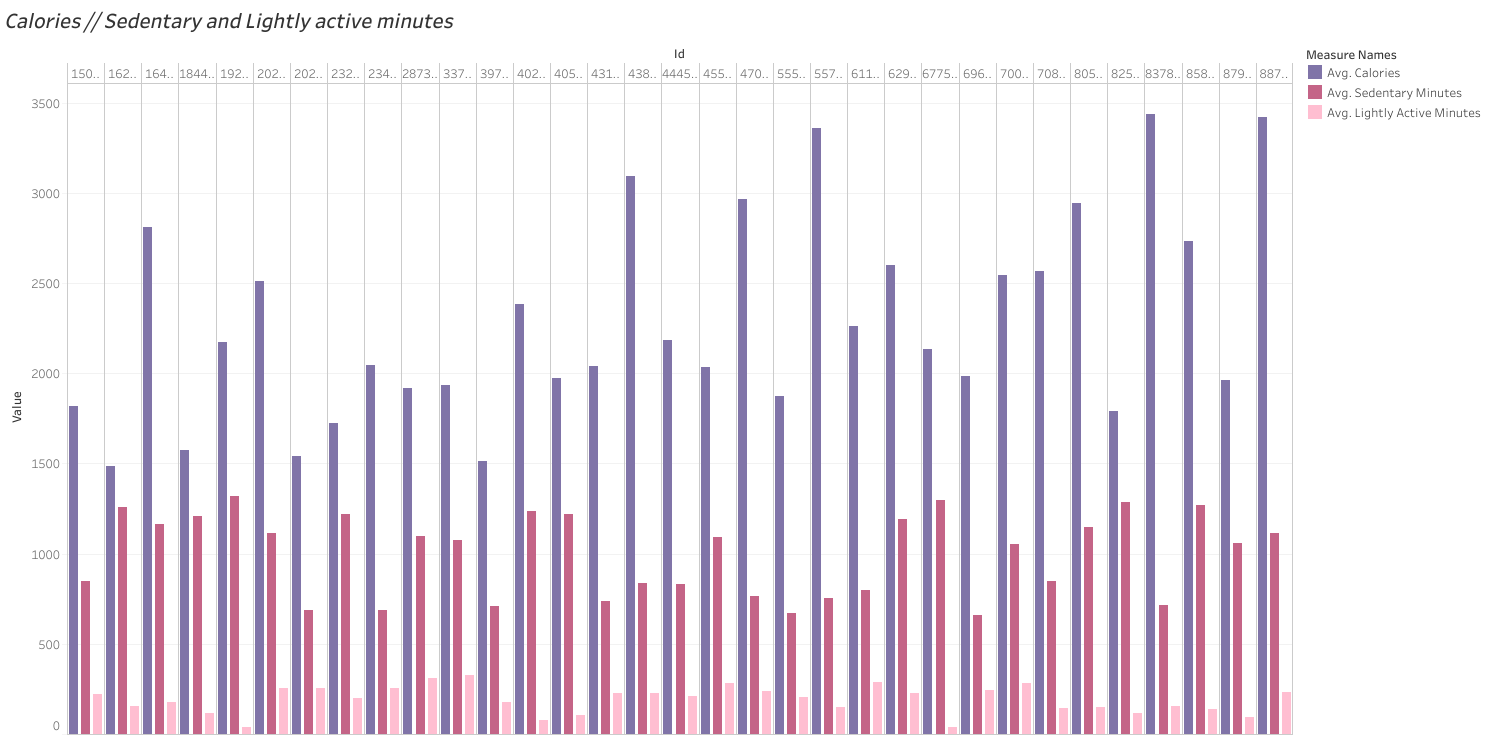 Calories // Sedentary and Lightly active minutes
Id
150.. 162.. 164.. 1844.. 192.. 202.. 202.. 232.. 234.. 2873.. 337.. 397.. 402.. 405.. 431.. 438.. 4445.. 455.. 470.. 555.. 557.. 611.. 629.. 6775.. 696.. 700.. 708.. 805.. 825.. 8378.. 858.. 879.. 887..
Measure Names
Avg. Calories
Avg. Sedentary Minutes
Avg. Lightly Active Minutes
3500
3000
2500
2000
1500
1000
500
0
Value